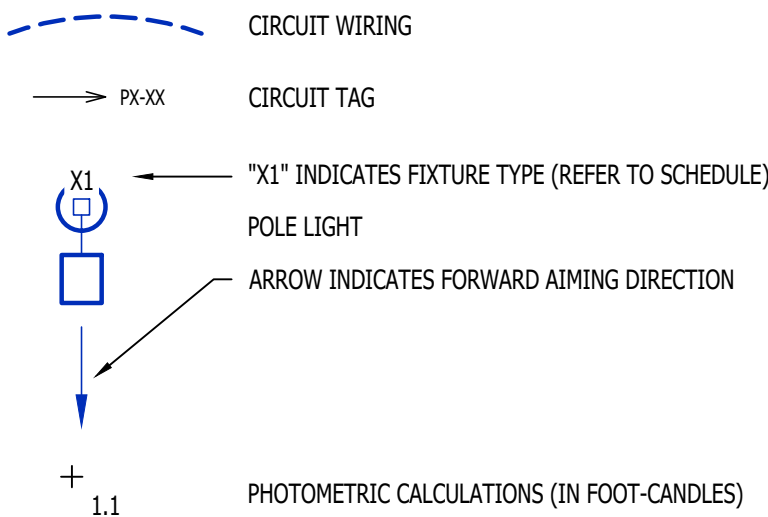 CIRCUIT WIRING
PX-XX
CIRCUIT TAG
X1
"X1" INDICATES FIXTURE TYPE (REFER TO SCHEDULE)
POLE LIGHT
ARROW INDICATES FORWARD AIMING DIRECTION
1.1
PHOTOMETRIC CALCULATIONS (IN FOOT-CANDLES)